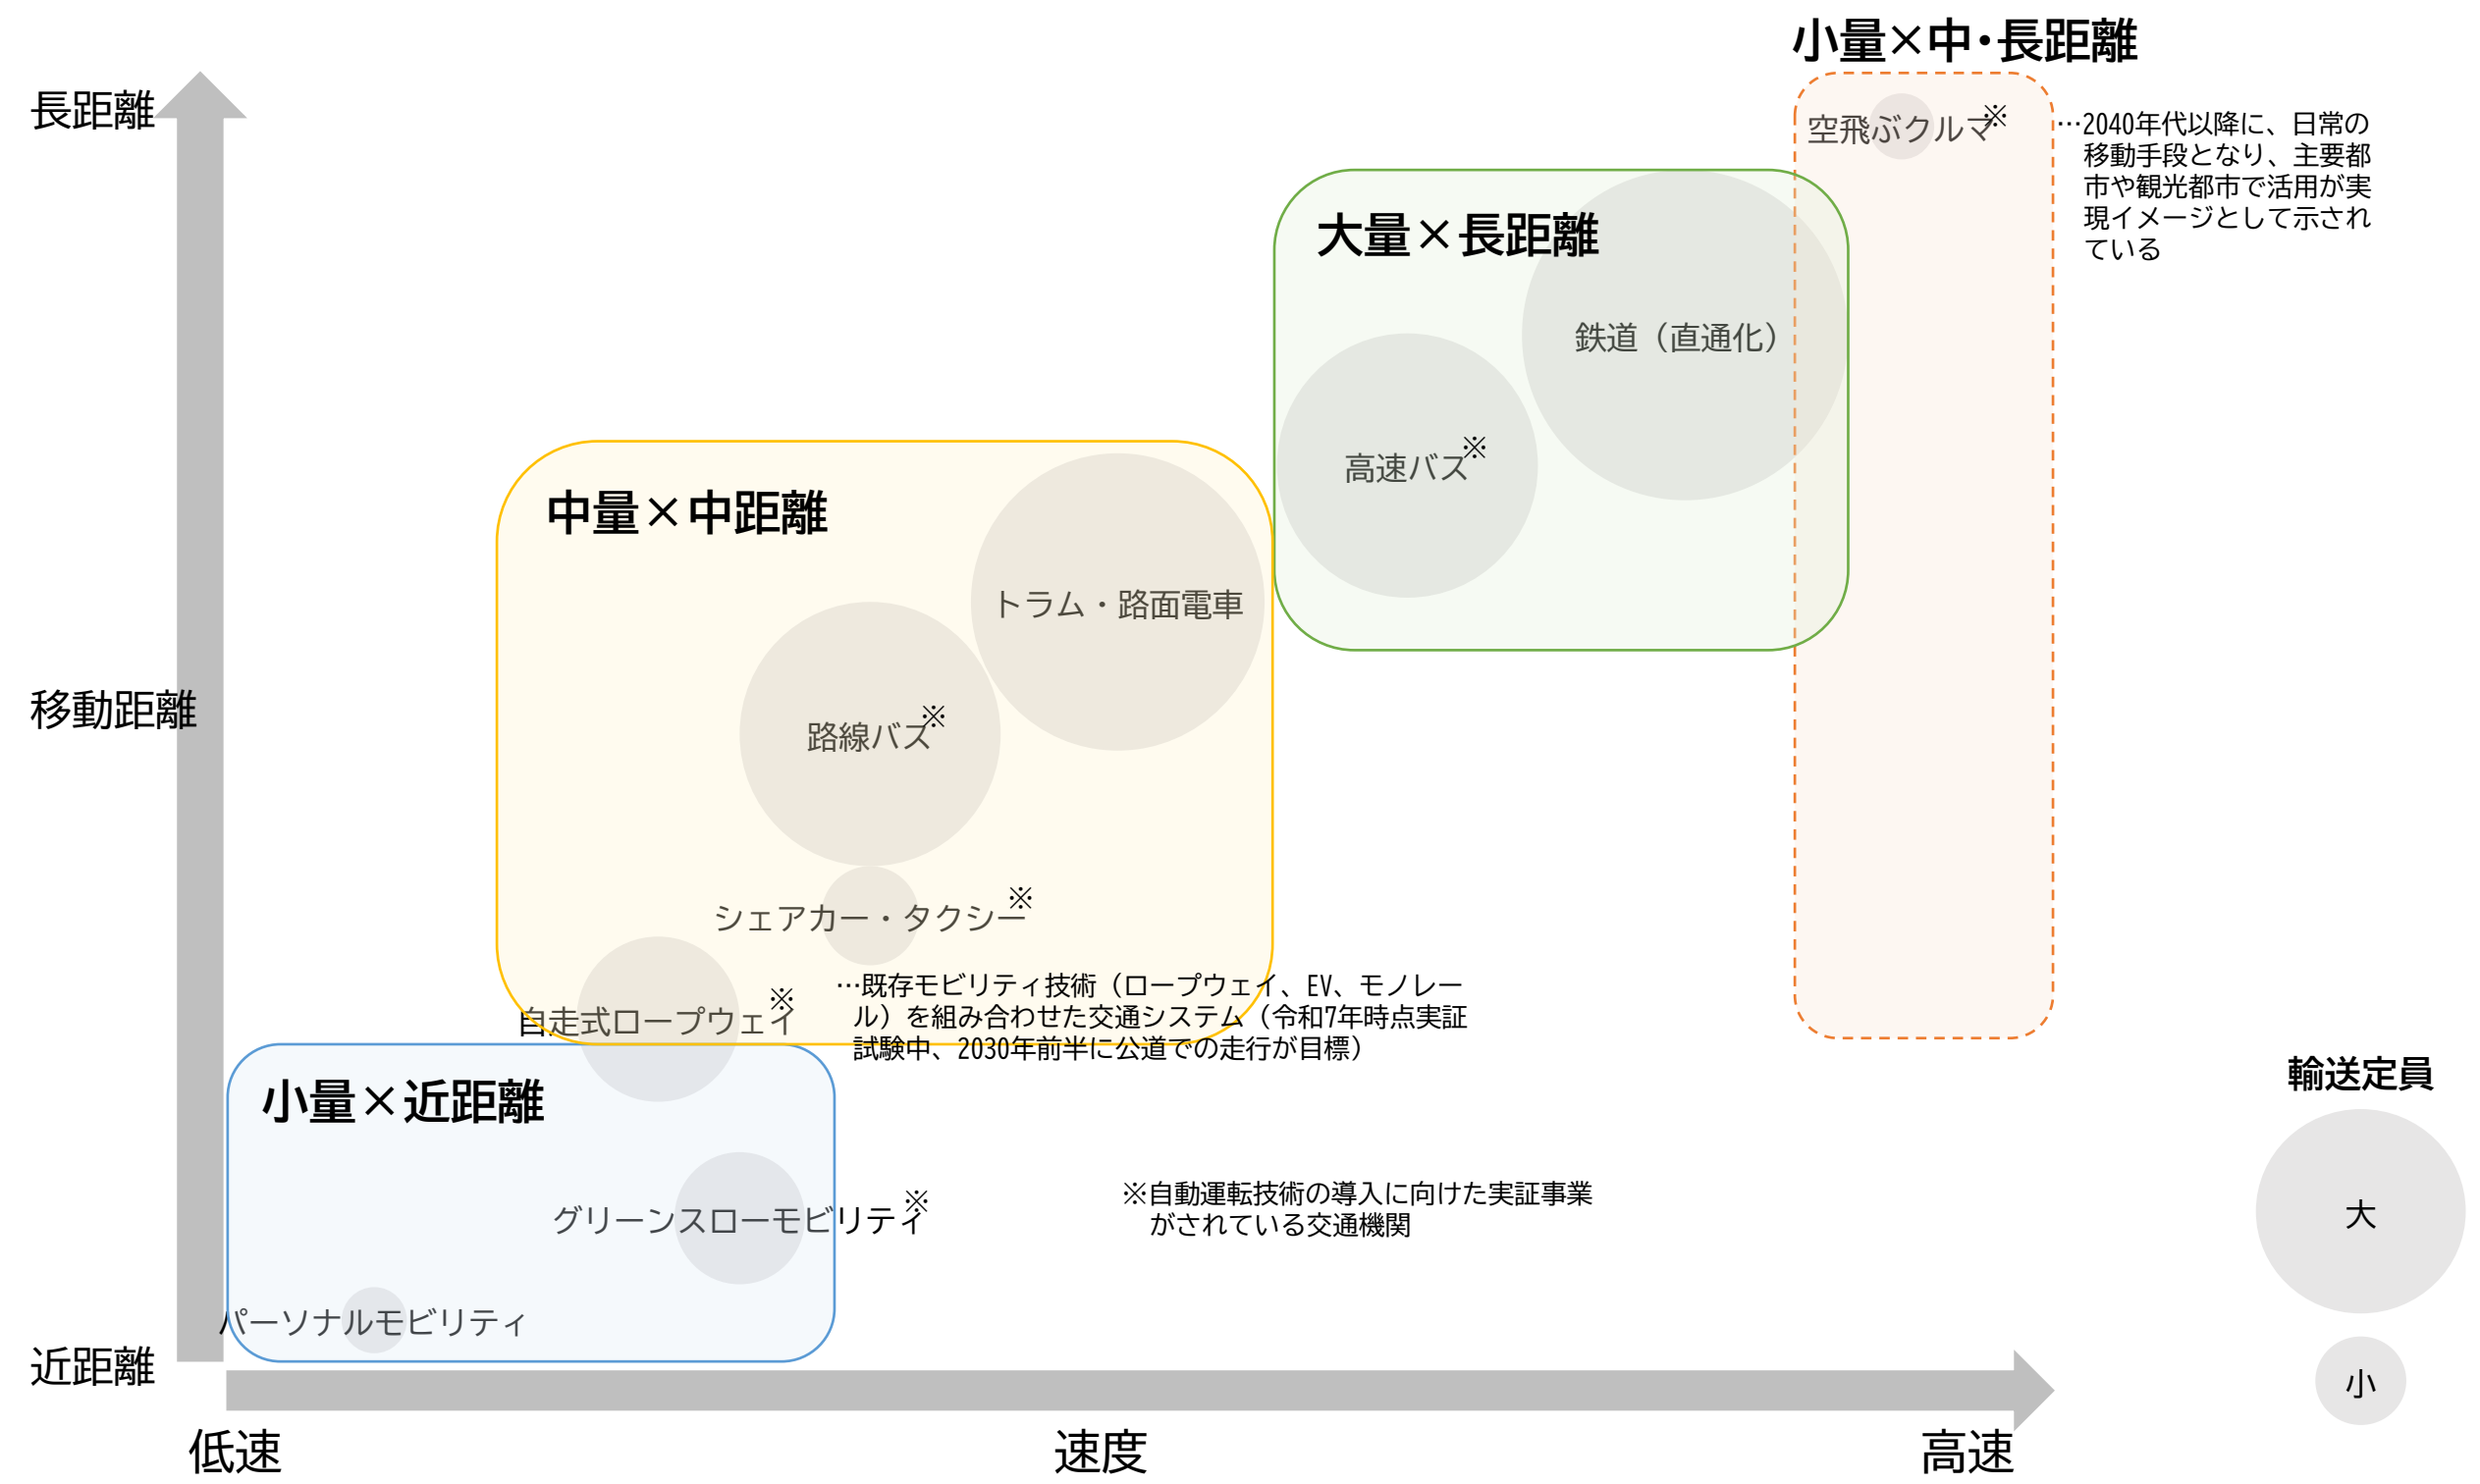 小量×中・長距離
長距離
空飛ぶクルマ※
…2040年代以降に、日常の
移動手段となり、主要都
市や観光都市で活用が実
現イメージとして示され
ている
大量×長距離
鉄道（直通化）
高速バス※
中量×中距離
トラム・路面電車
移動距離
路線バス※
シェアカー・タクシー※
自走式ロープウェイ※
…既存モビリティ技術（ロープウェイ、EV、モノレー
ル）を組み合わせた交通システム（令和7年時点実証
試験中、2030年前半に公道での走行が目標）
小量×近距離
グリーンスローモビリティ※
パーソナルモビリティ
※自動運転技術の導入に向けた実証事業
がされている交通機関
輸送定員
大
小
近距離
低速
速度
高速